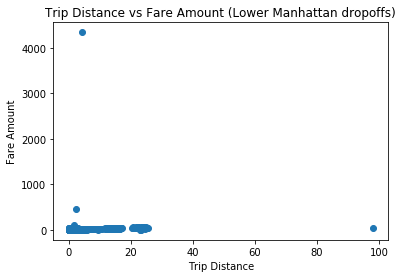 Trip Distance vs Fare Amount (Lower Manhattan dropoffs)
4000
3000
2000
1000
0
Fare Amount
0 20 40 60 80 100
Trip Distance